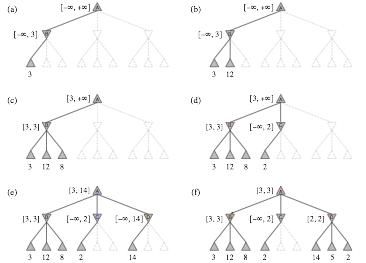 (a) [−∞, +∞]
[−∞, 3]
3
(b) [−∞, +∞]
[−∞, 3]
3 12
(c) [3, +∞]
[3, 3]
3 12 8
(d) [3, +∞]
[3, 3] [−∞, 2]
3 12 8 2
(e) [3, 14]
[3, 3] [−∞, 2] [−∞, 14]
3 12 8 2 14
(f) [3, 3]
[3, 3] [−∞, 2] [2, 2]
3 12 8 2 14 5 2